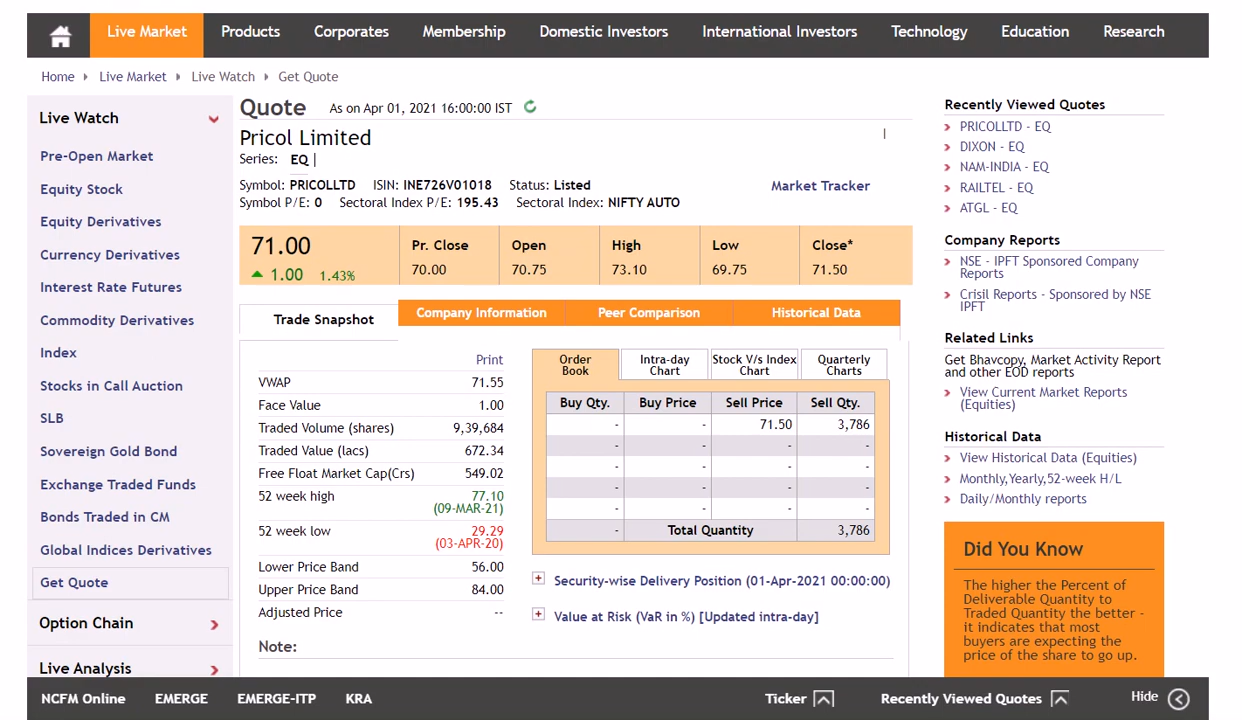 Live Market Products Corporates Membership Domestic Investors International Investors Technology Education Research
Home Live Market Live Watch Get Quote
Live Watch
Pre-Open Market
Equity Stock
Equity Derivatives
Currency Derivatives
Interest Rate Futures
Commodity Derivatives
Index
Stocks in Call Auction
SLB
Sovereign Gold Bond
Exchange Traded Funds
Bonds Traded in CM
Global Indices Derivatives
Get Quote
Option Chain
Live Analysis
Quote As on Apr 01, 2021 16:00:00 IST
Pricol Limited
Series: EQ |
Symbol: PRICOLLTD ISIN: INE726V01018 Status: Listed
Market Tracker
Symbol P/E: 0 Sectoral Index P/E: 195.43 Sectoral Index: NIFTY AUTO
71.00 Pr. Close Open High Low Close*
1.00 1.43% 70.00 70.75 73.10 69.75 71.50
Trade Snapshot Company Information Peer Comparison Historical Data
Print
VWAP 71.55
Face Value 1.00
Traded Volume (shares) 9,39,684
Traded Value (lacs) 672.34
Free Float Market Cap(Crs) 549.02
52 week high 77.10
(09-MAR-21)
52 week low 29.29
(03-APR-20)
Lower Price Band 56.00
Upper Price Band 84.00
Adjusted Price --
Note:
Order Intra-day Stock V/s Index Quarterly
Book Chart Chart Charts
Buy Qty. Buy Price Sell Price Sell Qty.
- - 71.50 3,786
- - - -
- - - -
- - - -
- - - -
- Total Quantity 3,786
Security-wise Delivery Position (01-Apr-2021 00:00:00)
Value at Risk (VaR in %) [Updated intra-day]
Recently Viewed Quotes
PRICOLLTD - EQ
DIXON - EQ
NAM-INDIA - EQ
RAILTEL - EQ
ATGL - EQ
Company Reports
NSE - IPFT Sponsored Company
Reports
Crisil Reports - Sponsored by NSE
IPFT
Related Links
Get Bhavcopy, Market Activity Report
and other EOD reports
View Current Market Reports
(Equities)
Historical Data
View Historical Data (Equities)
Monthly,Yearly,52-week H/L
Daily/Monthly reports
Did You Know
The higher the Percent of
Deliverable Quantity to
Traded Quantity the better -
it indicates that most
buyers are expecting the
price of the share to go up.
NCFM Online EMERGE EMERGE-ITP KRA Ticker Recently Viewed Quotes Hide